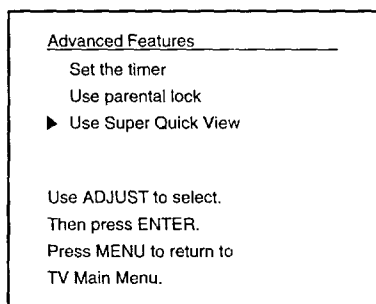 Advanced Features
Set the timer
Use parental lock
▶ Use Super Quick View
Use ADJUST to select.
Then press ENTER.
Press MENU to return to
TV Main Menu.